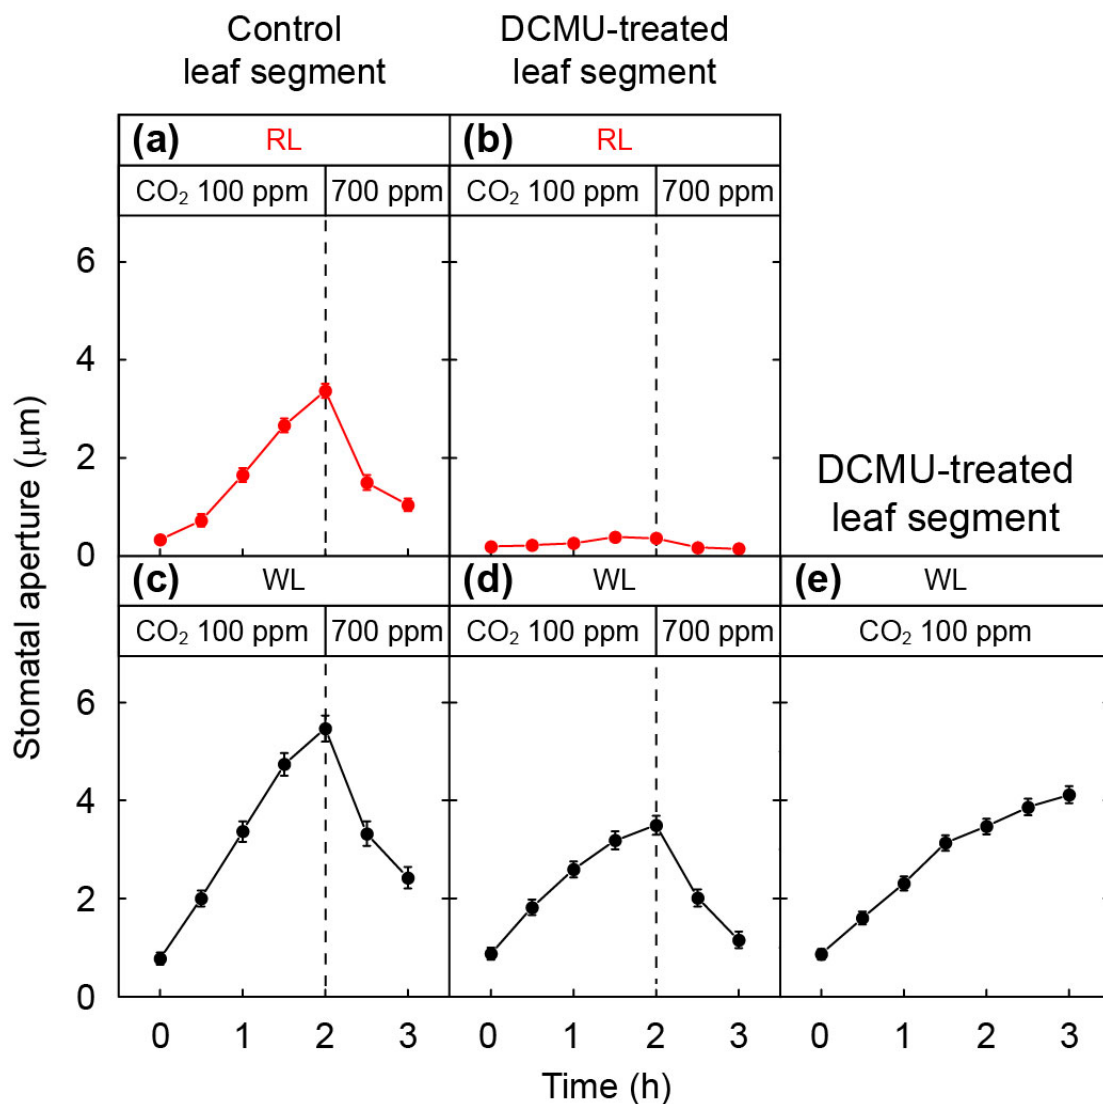 Control
leaf segment
DCMU-treated
leaf segment
(a) RL
CO₂ 100 ppm 700 ppm
(b) RL
CO₂ 100 ppm 700 ppm
6
4
2
0
DCMU-treated
leaf segment
(c) WL
CO₂ 100 ppm 700 ppm
(d) WL
CO₂ 100 ppm 700 ppm
(e) WL
CO₂ 100 ppm
6
4
2
0
0 1 2 3
0 1 2 3
0 1 2 3
Stomatal aperture (μm)
Time (h)